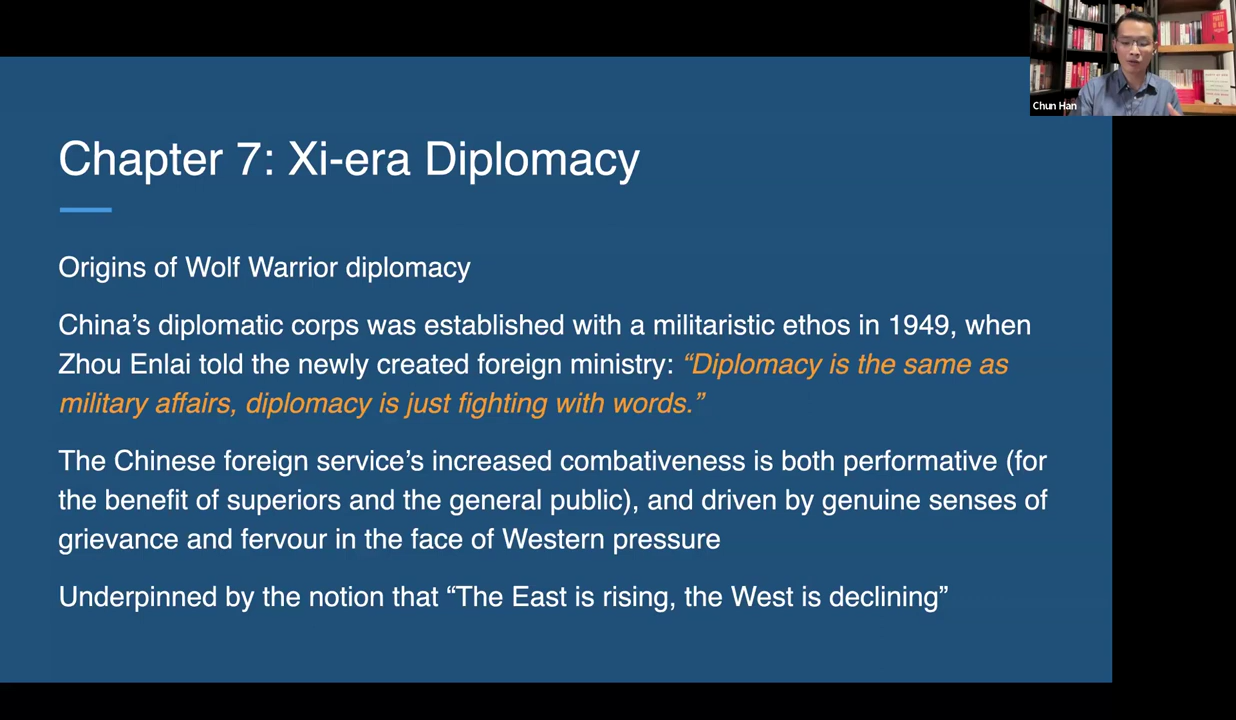 Chun Han
Chapter 7: Xi-era Diplomacy
Origins of Wolf Warrior diplomacy
China’s diplomatic corps was established with a militaristic ethos in 1949, when
Zhou Enlai told the newly created foreign ministry: “Diplomacy is the same as
military affairs, diplomacy is just fighting with words.”
The Chinese foreign service’s increased combativeness is both performative (for
the benefit of superiors and the general public), and driven by genuine senses of
grievance and fervour in the face of Western pressure
Underpinned by the notion that “The East is rising, the West is declining”